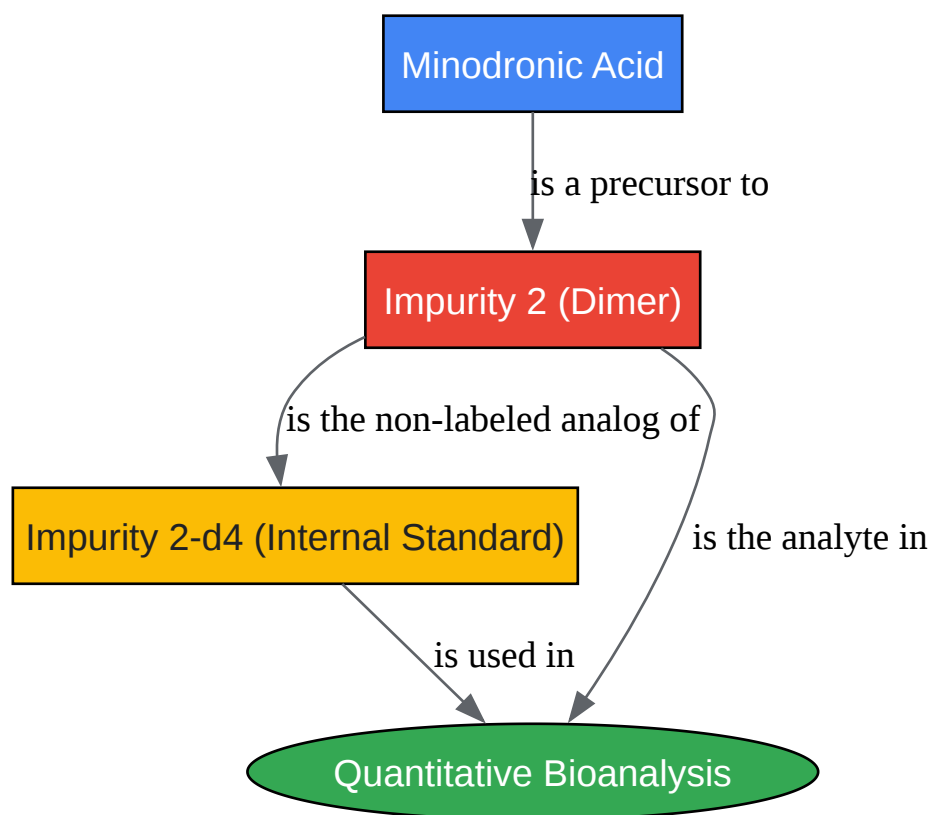 Minodronic Acid
is a precursor to
Impurity 2 (Dimer)
is the non-labeled analog of
Impurity 2-d4 (Internal Standard)
is the analyte in
is used in
Quantitative Bioanalysis